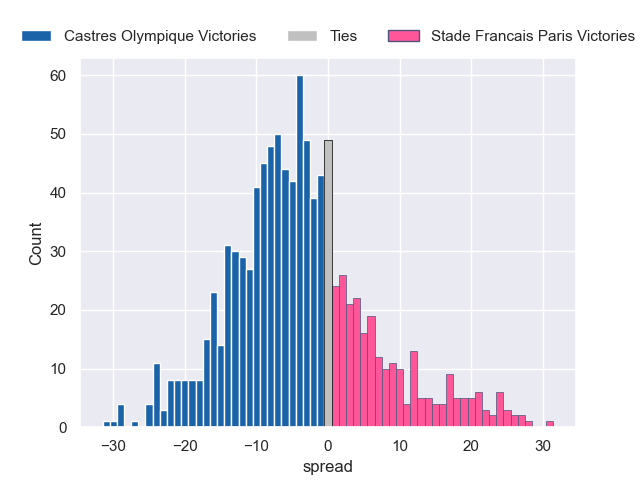 Castres Olympique Victories Ties Stade Francais Paris Victories
60
50
40
30
20
10
0
Count
−30 −20 −10 0 10 20 30
spread